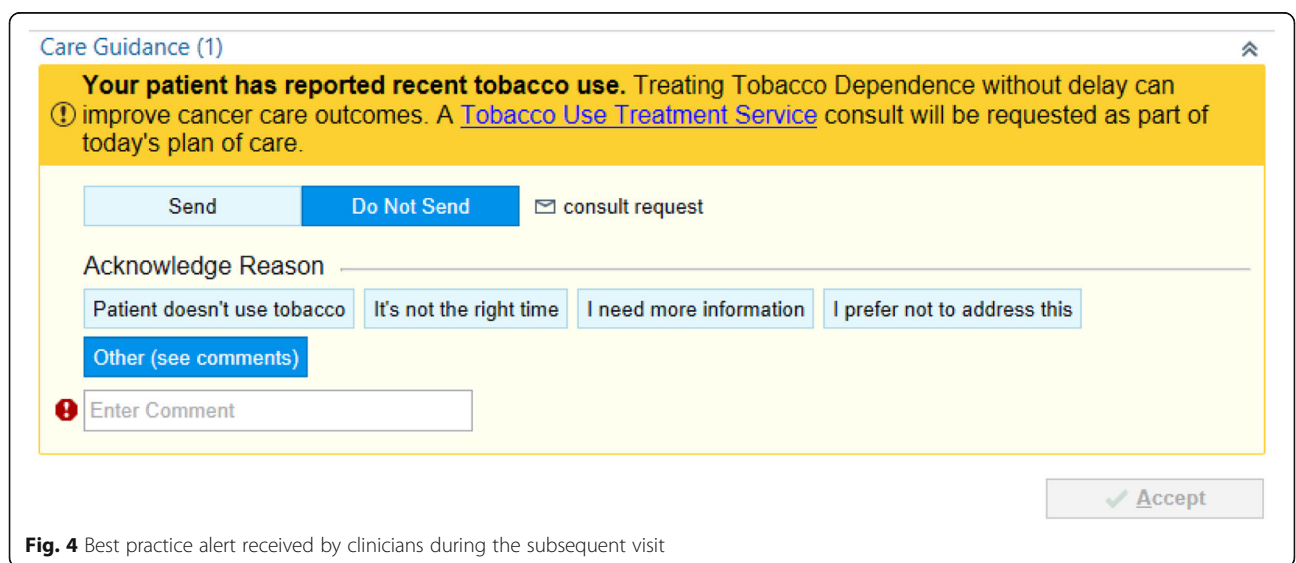 Care Guidance (1)
Your patient has reported recent tobacco use. Treating Tobacco Dependence without delay can
improve cancer care outcomes. A Tobacco Use Treatment Service consult will be requested as part of
today's plan of care.
Send Do Not Send consult request
Acknowledge Reason
Patient doesn't use tobacco It's not the right time I need more information I prefer not to address this
Other (see comments)
Enter Comment
Accept
Fig. 4 Best practice alert received by clinicians during the subsequent visit